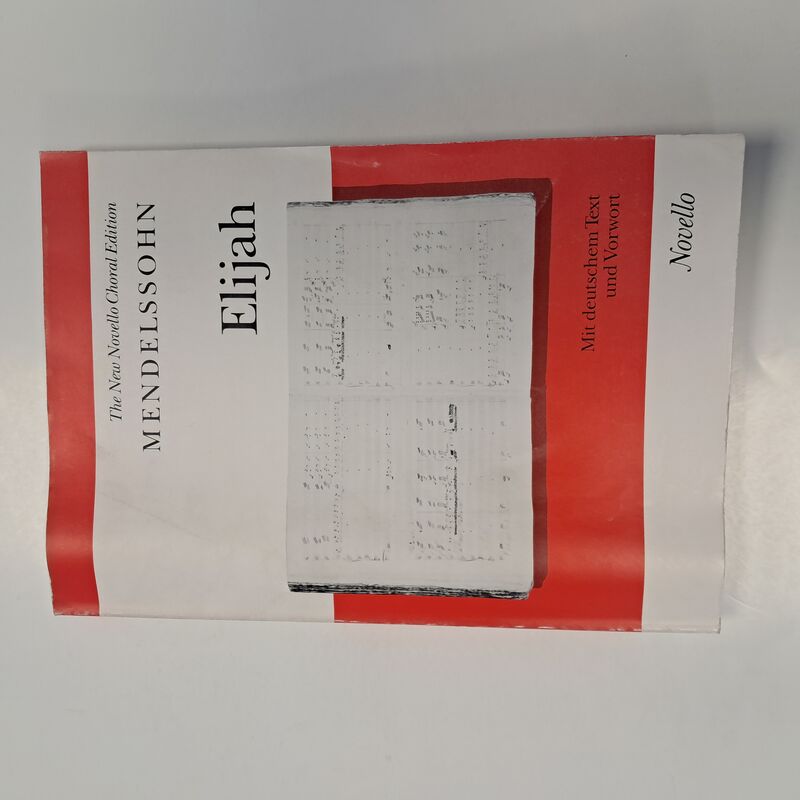 The New Novello Choral Edition
MENDELSSOHN
Elijah
Mit deutschem Text
und Vorwort
Novello